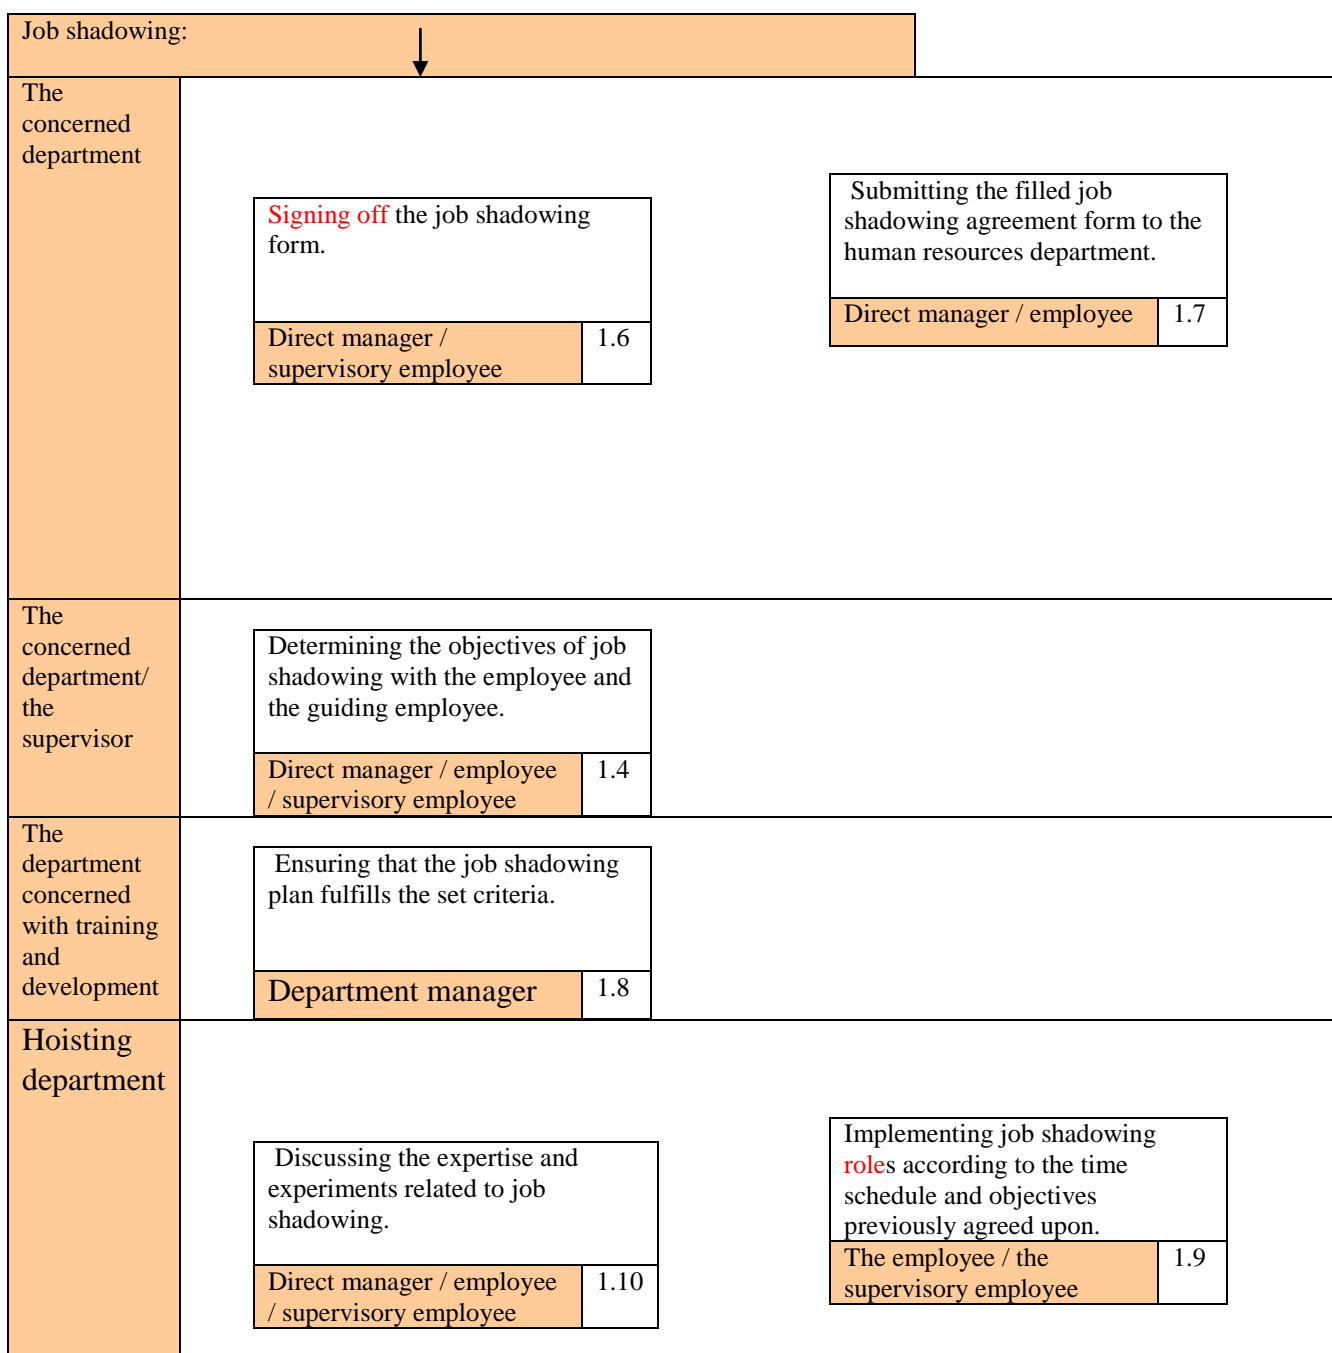 Job shadowing:
The
concerned
department
Signing off the job shadowing
form.
Direct manager /
supervisory employee
1.6
Submitting the filled job
shadowing agreement form to the
human resources department.
Direct manager / employee
1.7
The
concerned
department/
the
supervisor
Determining the objectives of job
shadowing with the employee and
the guiding employee.
Direct manager / employee
/ supervisory employee
1.4
The
department
concerned
with training
and
development
Ensuring that the job shadowing
plan fulfills the set criteria.
Department manager
1.8
Hoisting
department
Discussing the expertise and
experiments related to job
shadowing.
Direct manager / employee
/ supervisory employee
1.10
Implementing job shadowing
roles according to the time
schedule and objectives
previously agreed upon.
The employee / the
supervisory employee
1.9